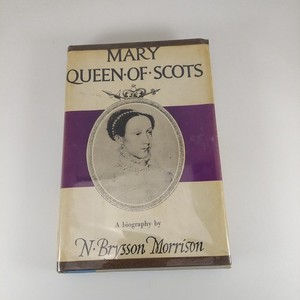 MARY
QUEEN·OF·SCOTS
A biography by
N·Brysson Morrison